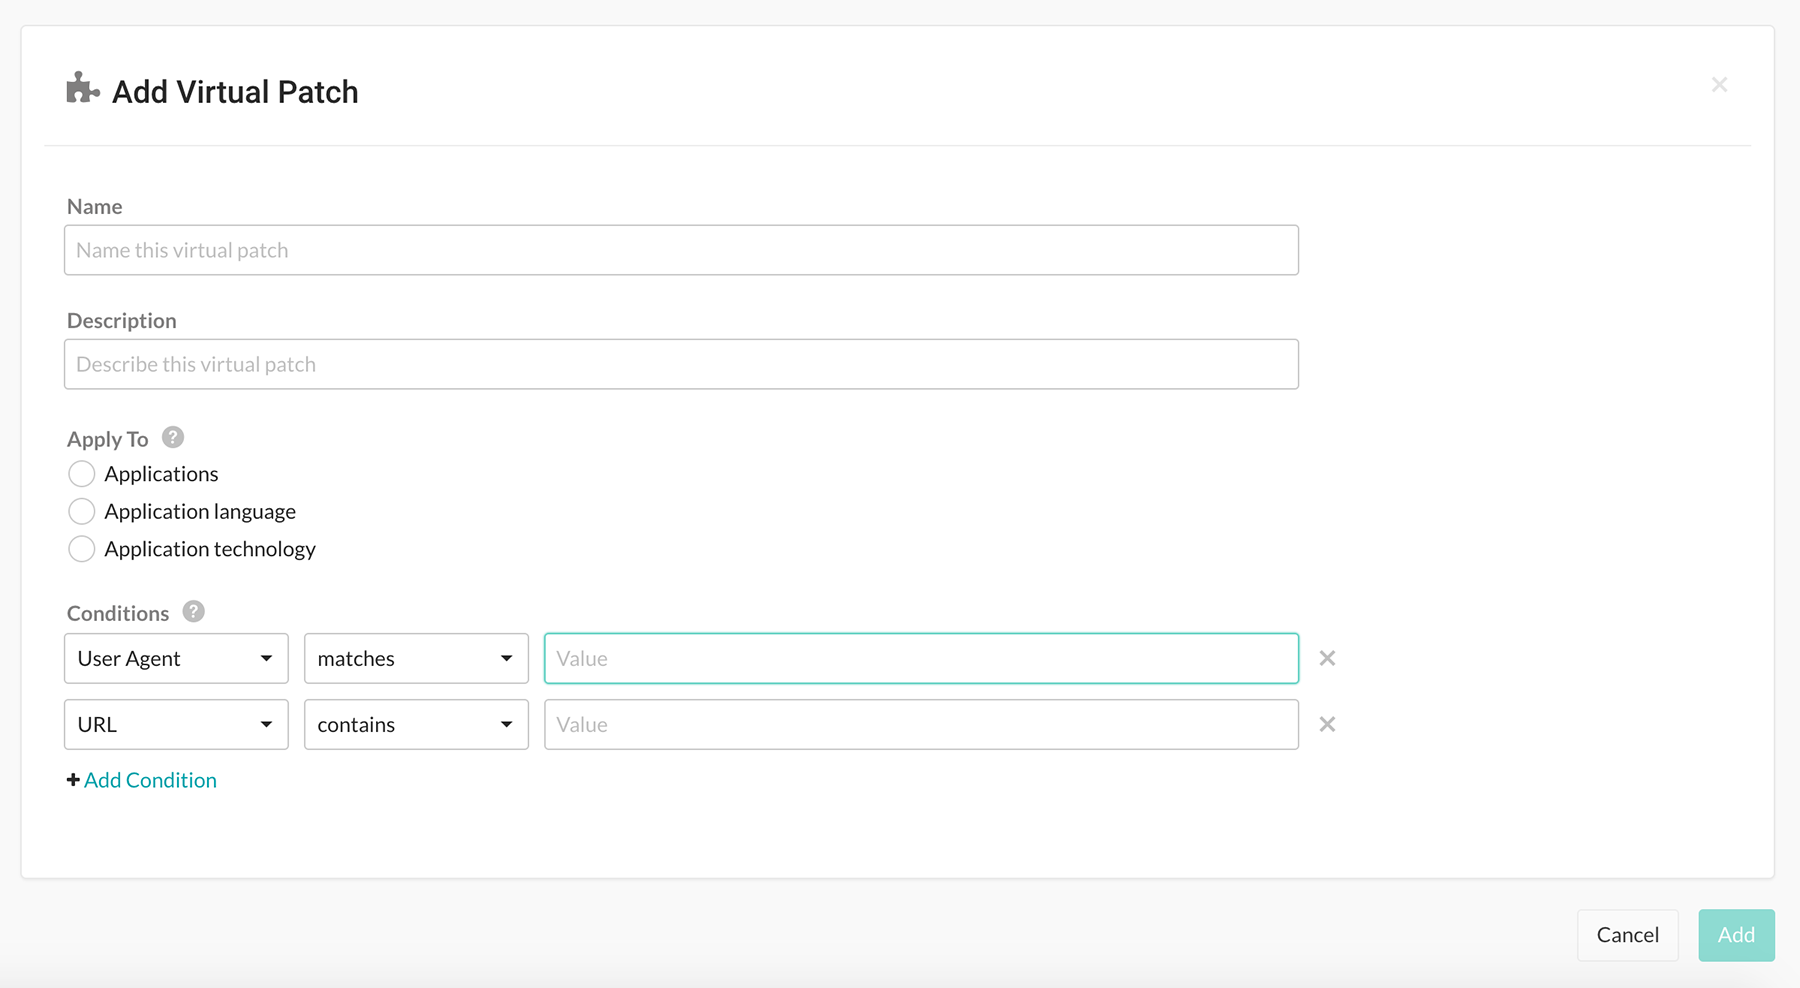 Add Virtual Patch
Name
Name this virtual patch
Description
Describe this virtual patch
Apply To ?
Applications
Application language
Application technology
Conditions ?
User Agent matches Value
URL contains Value
+ Add Condition
Cancel Add